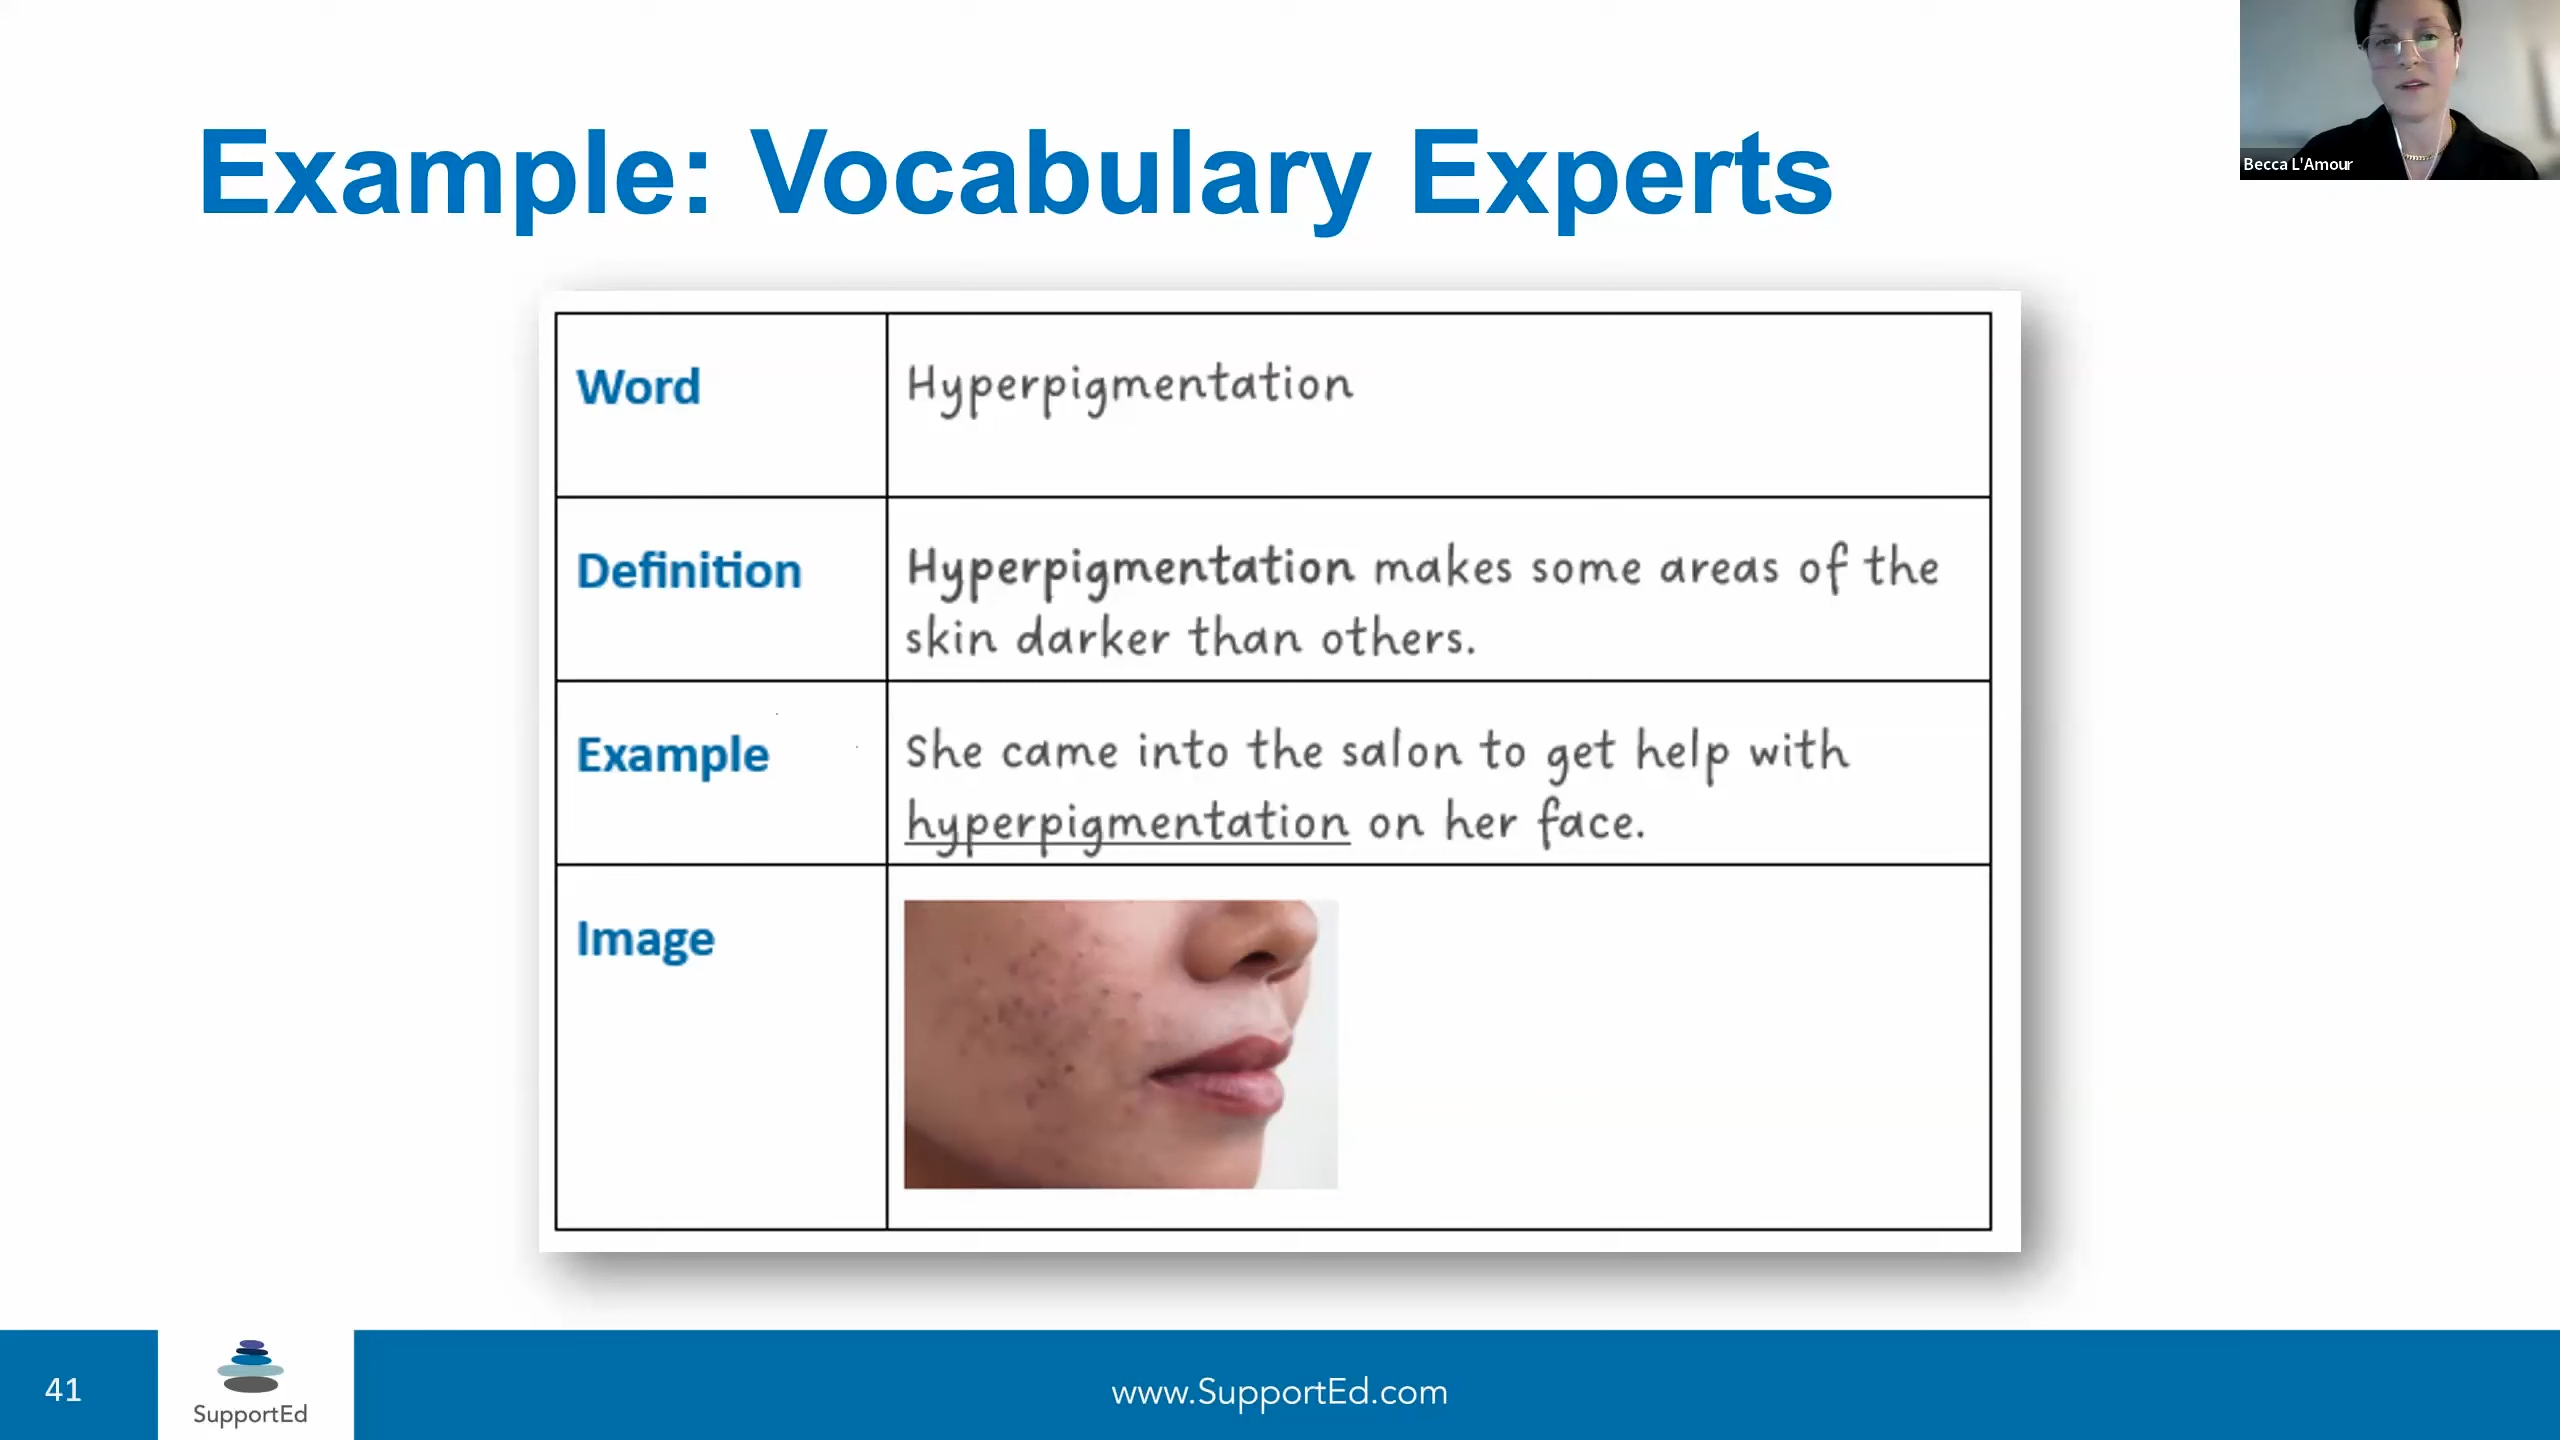 Becca L'Amour
Example: Vocabulary Experts
Word
Hyperpigmentation
Definition
Hyperpigmentation makes some areas of the
skin darker than others.
Example
She came into the salon to get help with
hyperpigmentation on her face.
Image
41
SupportEd
www.SupportEd.com